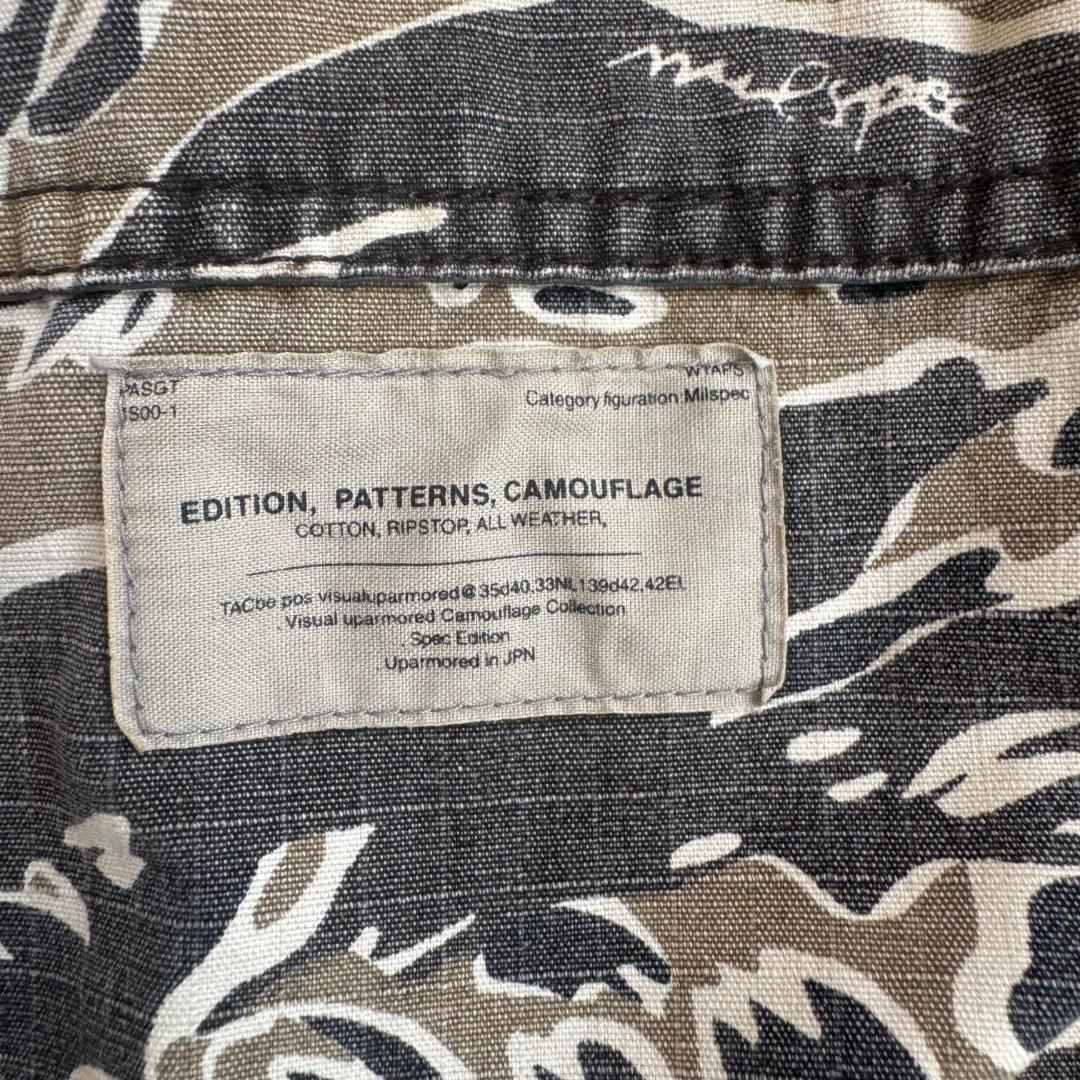 PASGT
WTAPS
IS00-1
Category figuration Milspec
EDITION, PATTERNS, CAMOUFLAGE
COTTON, RIPSTOP, ALL WEATHER,
TACbe pos visualuparmored@35d40.33NL139d42.42EL
Visual uparmored Camouflage Collection
Spec Edition
Uparmored in JPN